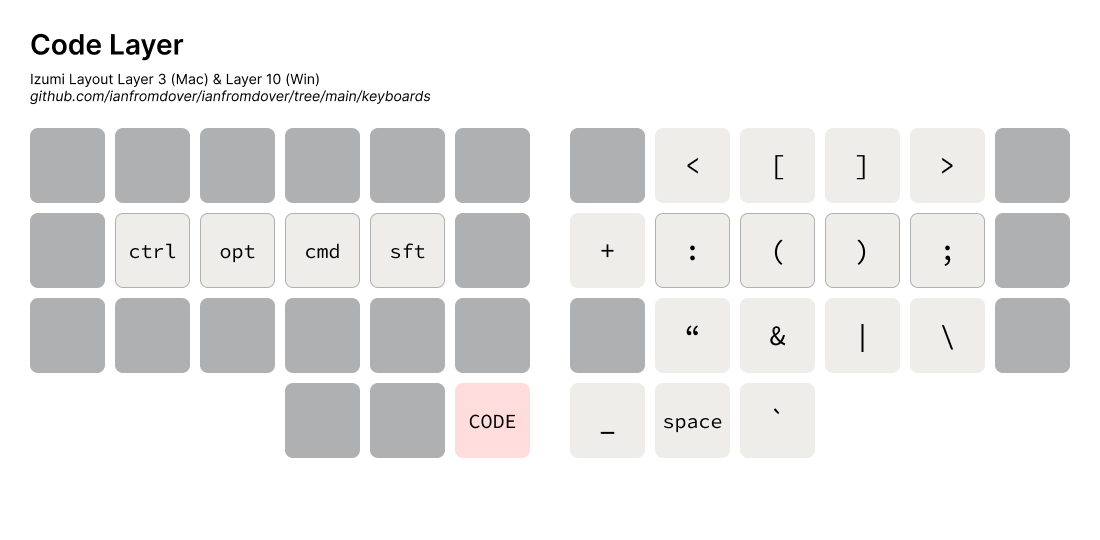 Code Layer
Izumi Layout Layer 3 (Mac) & Layer 10 (Win)
github.com/ianfromdover/ianfromdover/tree/main/keyboards
< [ ] >
ctrl opt cmd sft + : ( ) ;
“ & | \
CODE _ space `